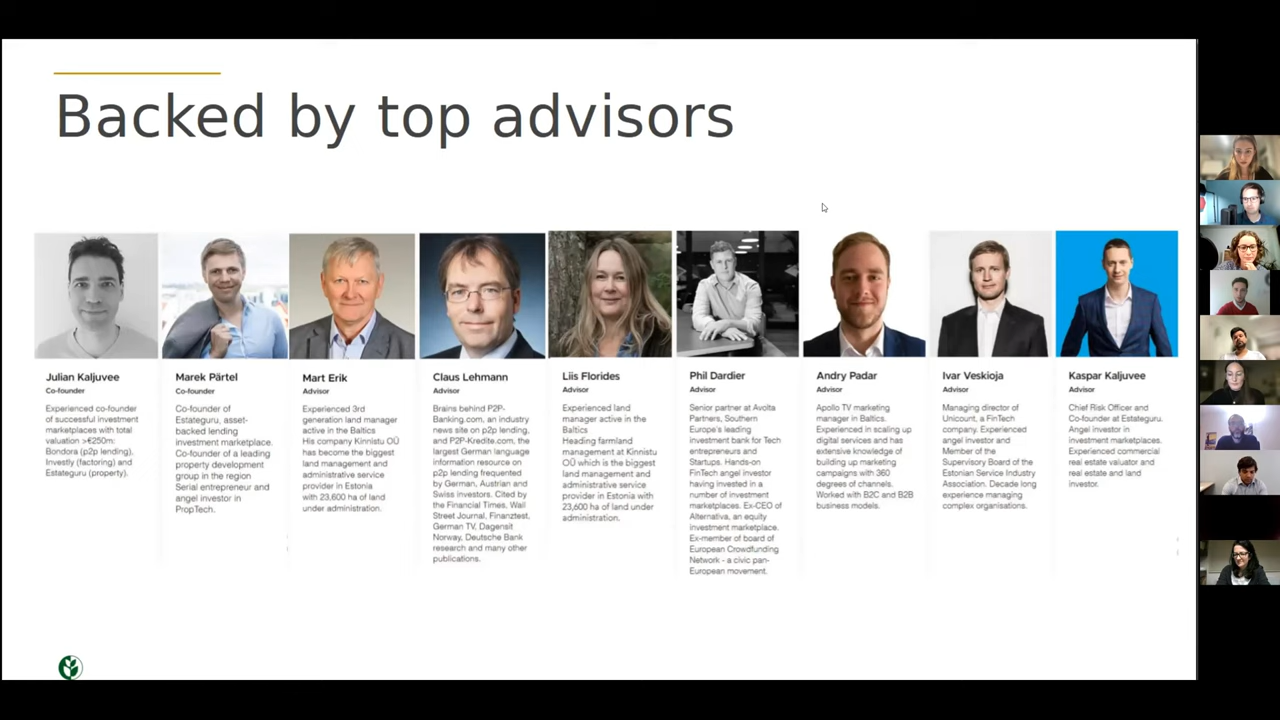 Backed by top advisors
Julian Kaljuvee
Co-founder
Experienced co-founder
of successful investment
marketplaces with total
valuation >€250m:
Bondora (p2p lending),
Investly (factoring) and
Estateguru (property).
Marek Pärtel
Co-founder
Co-founder of
Estateguru, asset-
backed lending
investment marketplace.
Co-founder of a leading
property development
group in the region
Serial entrepreneur and
angel investor in
PropTech.
Mart Erik
Advisor
Experienced 3rd
generation land manager
active in the Baltics
His company Kinnistu OÜ
has become the biggest
land management and
administrative service
provider in Estonia
with 23,600 ha of land
under administration.
Claus Lehmann
Advisor
Brains behind P2P-
Banking.com, an industry
news site on p2p lending,
and P2P-Kredite.com, the
largest German language
information resource on
p2p lending frequented
by German, Austrian and
Swiss investors. Cited by
the Financial Times, Wall
Street Journal, Finanztest,
German TV, Dagensit
Norway, Deutsche Bank
research and many other
publications.
Liis Florides
Advisor
Experienced land
manager active in the
Baltics
Heading farmland
management at Kinnistu
OÜ which is the biggest
land management and
administrative service
provider in Estonia with
23,600 ha of land under
administration.
Phil Dardier
Advisor
Senior partner at Avolta
Partners, Southern
Europe's leading
investment bank for Tech
entrepreneurs and
Startups. Hands-on
FinTech angel investor
having invested in a
number of investment
marketplaces. Ex-CEO of
Alternativa, an equity
investment marketplace.
Ex-member of board of
European Crowdfunding
Network - a civic pan-
European movement.
Andry Padar
Advisor
Apollo TV marketing
manager in Baltics.
Experienced in scaling up
digital services and has
extensive knowledge of
building up marketing
campaigns with 360
degrees of channels.
Worked with B2C and B2B
business models.
Ivar Veskioja
Advisor
Managing director of
Unicount, a FinTech
company. Experienced
angel investor and
Member of the
Supervisory Board of the
Estonian Service Industry
Association. Decade long
experience managing
complex organisations.
Kaspar Kaljuvee
Advisor
Chief Risk Officer and
Co-founder at Estateguru.
Angel investor in
investment marketplaces.
Experienced commercial
real estate valuator and
real estate and land
investor.